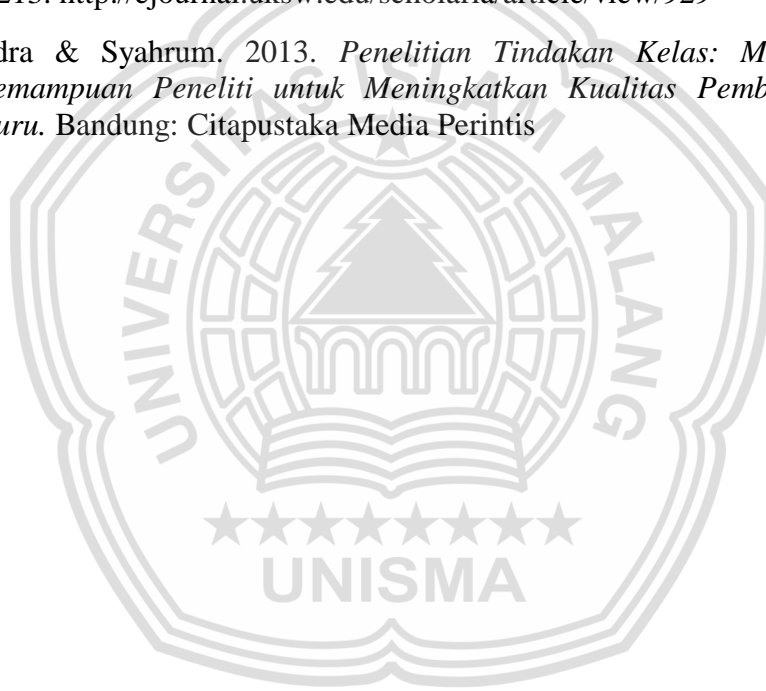 213. http://ejournal.uksw.edu/scholaria/article/view/929
dra & Syahrum. 2013. Penelitian Tindakan Kelas: M
emampuan Peneliti untuk Meningkatkan Kualitas Pemb
uru. Bandung: Citapustaka Media Perintis
UNIVERSITAS ISLAM MALANG
UNISMA